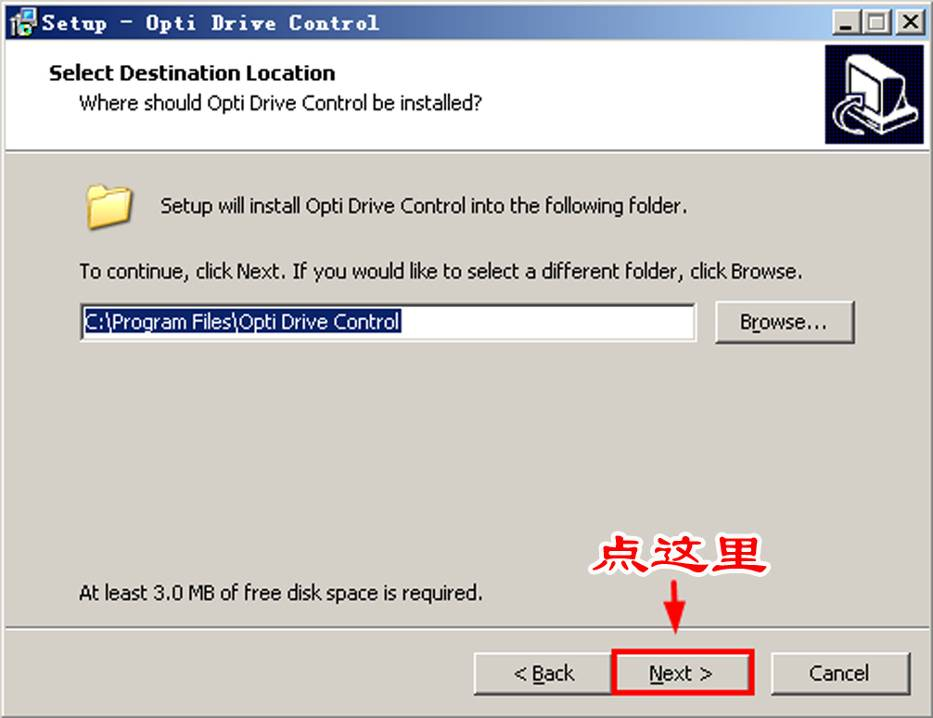 Setup - Opti Drive Control
Select Destination Location
Where should Opti Drive Control be installed?
Setup will install Opti Drive Control into the following folder.
To continue, click Next. If you would like to select a different folder, click Browse.
C:\Program Files\Opti Drive Control
Browse...
点这里
At least 3.0 MB of free disk space is required.
< Back
Next >
Cancel